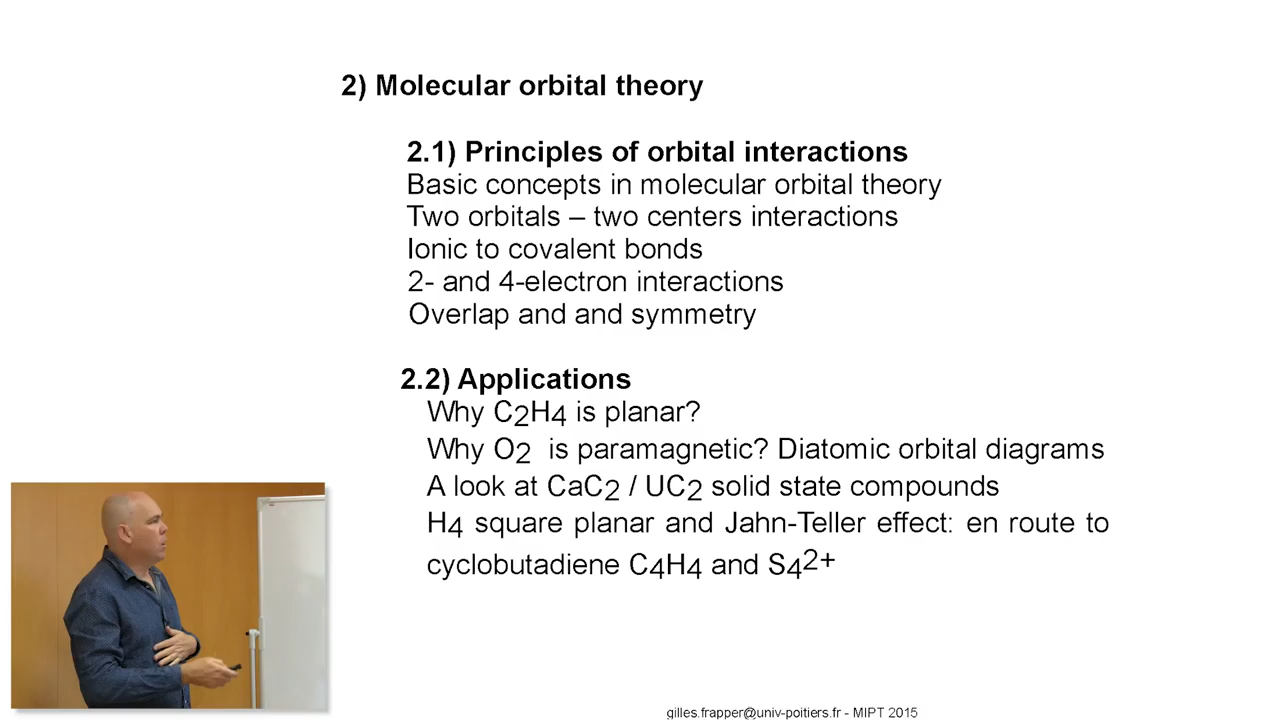 2) Molecular orbital theory
2.1) Principles of orbital interactions
Basic concepts in molecular orbital theory
Two orbitals – two centers interactions
Ionic to covalent bonds
2- and 4-electron interactions
Overlap and and symmetry
2.2) Applications
Why C2H4 is planar?
Why O2 is paramagnetic? Diatomic orbital diagrams
A look at CaC2 / UC2 solid state compounds
H4 square planar and Jahn-Teller effect: en route to
cyclobutadiene C4H4 and S42+
gilles.frapper@univ-poitiers.fr - MIPT 2015